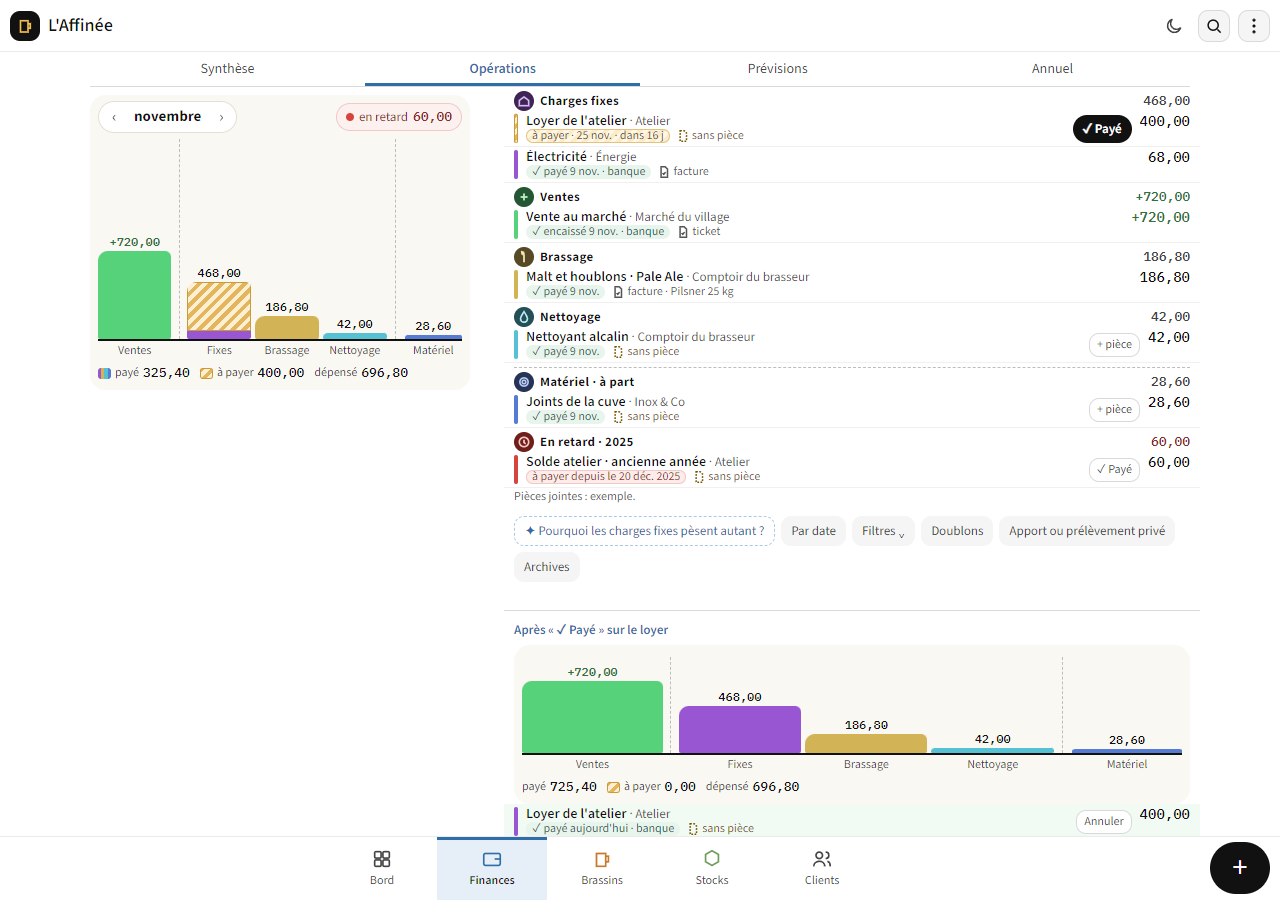 L'Affinée
Synthèse Opérations Prévisions Annuel
‹ novembre ›
en retard 60,00
+720,00
468,00
186,80
42,00
28,60
Ventes Fixes Brassage Nettoyage Matériel
payé 325,40 à payer 400,00 dépensé 696,80
Charges fixes 468,00
Loyer de l'atelier · Atelier ✓ Payé 400,00
à payer · 25 nov. · dans 16 j sans pièce
Électricité · Énergie 68,00
✓ payé 9 nov. · banque facture
Ventes +720,00
Vente au marché · Marché du village +720,00
✓ encaissé 9 nov. · banque ticket
Brassage 186,80
Malt et houblons · Pale Ale · Comptoir du brasseur 186,80
✓ payé 9 nov. facture · Pilsner 25 kg
Nettoyage 42,00
Nettoyant alcalin · Comptoir du brasseur + pièce 42,00
✓ payé 9 nov. sans pièce
Matériel · à part 28,60
Joints de la cuve · Inox & Co + pièce 28,60
✓ payé 9 nov. sans pièce
En retard · 2025 60,00
Solde atelier · ancienne année · Atelier ✓ Payé 60,00
à payer depuis le 20 déc. 2025 sans pièce
Pièces jointes : exemple.
✦ Pourquoi les charges fixes pèsent autant ? Par date Filtres ˬ Doublons Apport ou prélèvement privé
Archives
Après « ✓ Payé » sur le loyer
+720,00
468,00
186,80
42,00
28,60
Ventes Fixes Brassage Nettoyage Matériel
payé 725,40 à payer 0,00 dépensé 696,80
Loyer de l'atelier · Atelier Annuler 400,00
✓ payé aujourd'hui · banque sans pièce
Bord Finances Brassins Stocks Clients
+